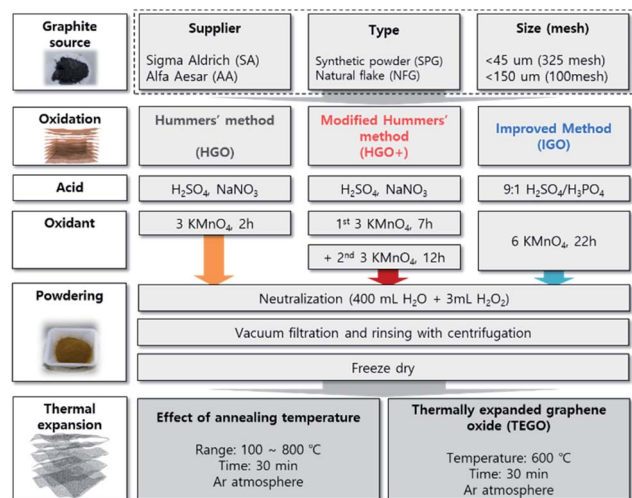 Graphite
source
Supplier
Sigma Aldrich (SA)
Alfa Aesar (AA)
Type
Synthetic powder (SPG)
Natural flake (NFG)
Size (mesh)
<45 um (325 mesh)
<150 um (100mesh)
Oxidation
Hummers’ method
(HGO)
Modified Hummers’
method
(HGO+)
Improved Method
(IGO)
Acid
H₂SO₄, NaNO₃
H₂SO₄, NaNO₃
9:1 H₂SO₄/H₃PO₄
Oxidant
3 KMnO₄, 2h
1ˢᵗ 3 KMnO₄, 7h
+ 2ⁿᵈ 3 KMnO₄, 12h
6 KMnO₄, 22h
Powdering
Neutralization (400 mL H₂O + 3mL H₂O₂)
Vacuum filtration and rinsing with centrifugation
Freeze dry
Thermal
expansion
Effect of annealing temperature
Range: 100 ~ 800 ℃
Time: 30 min
Ar atmosphere
Thermally expanded graphene
oxide (TEGO)
Temperature: 600 ℃
Time: 30 min
Ar atmosphere